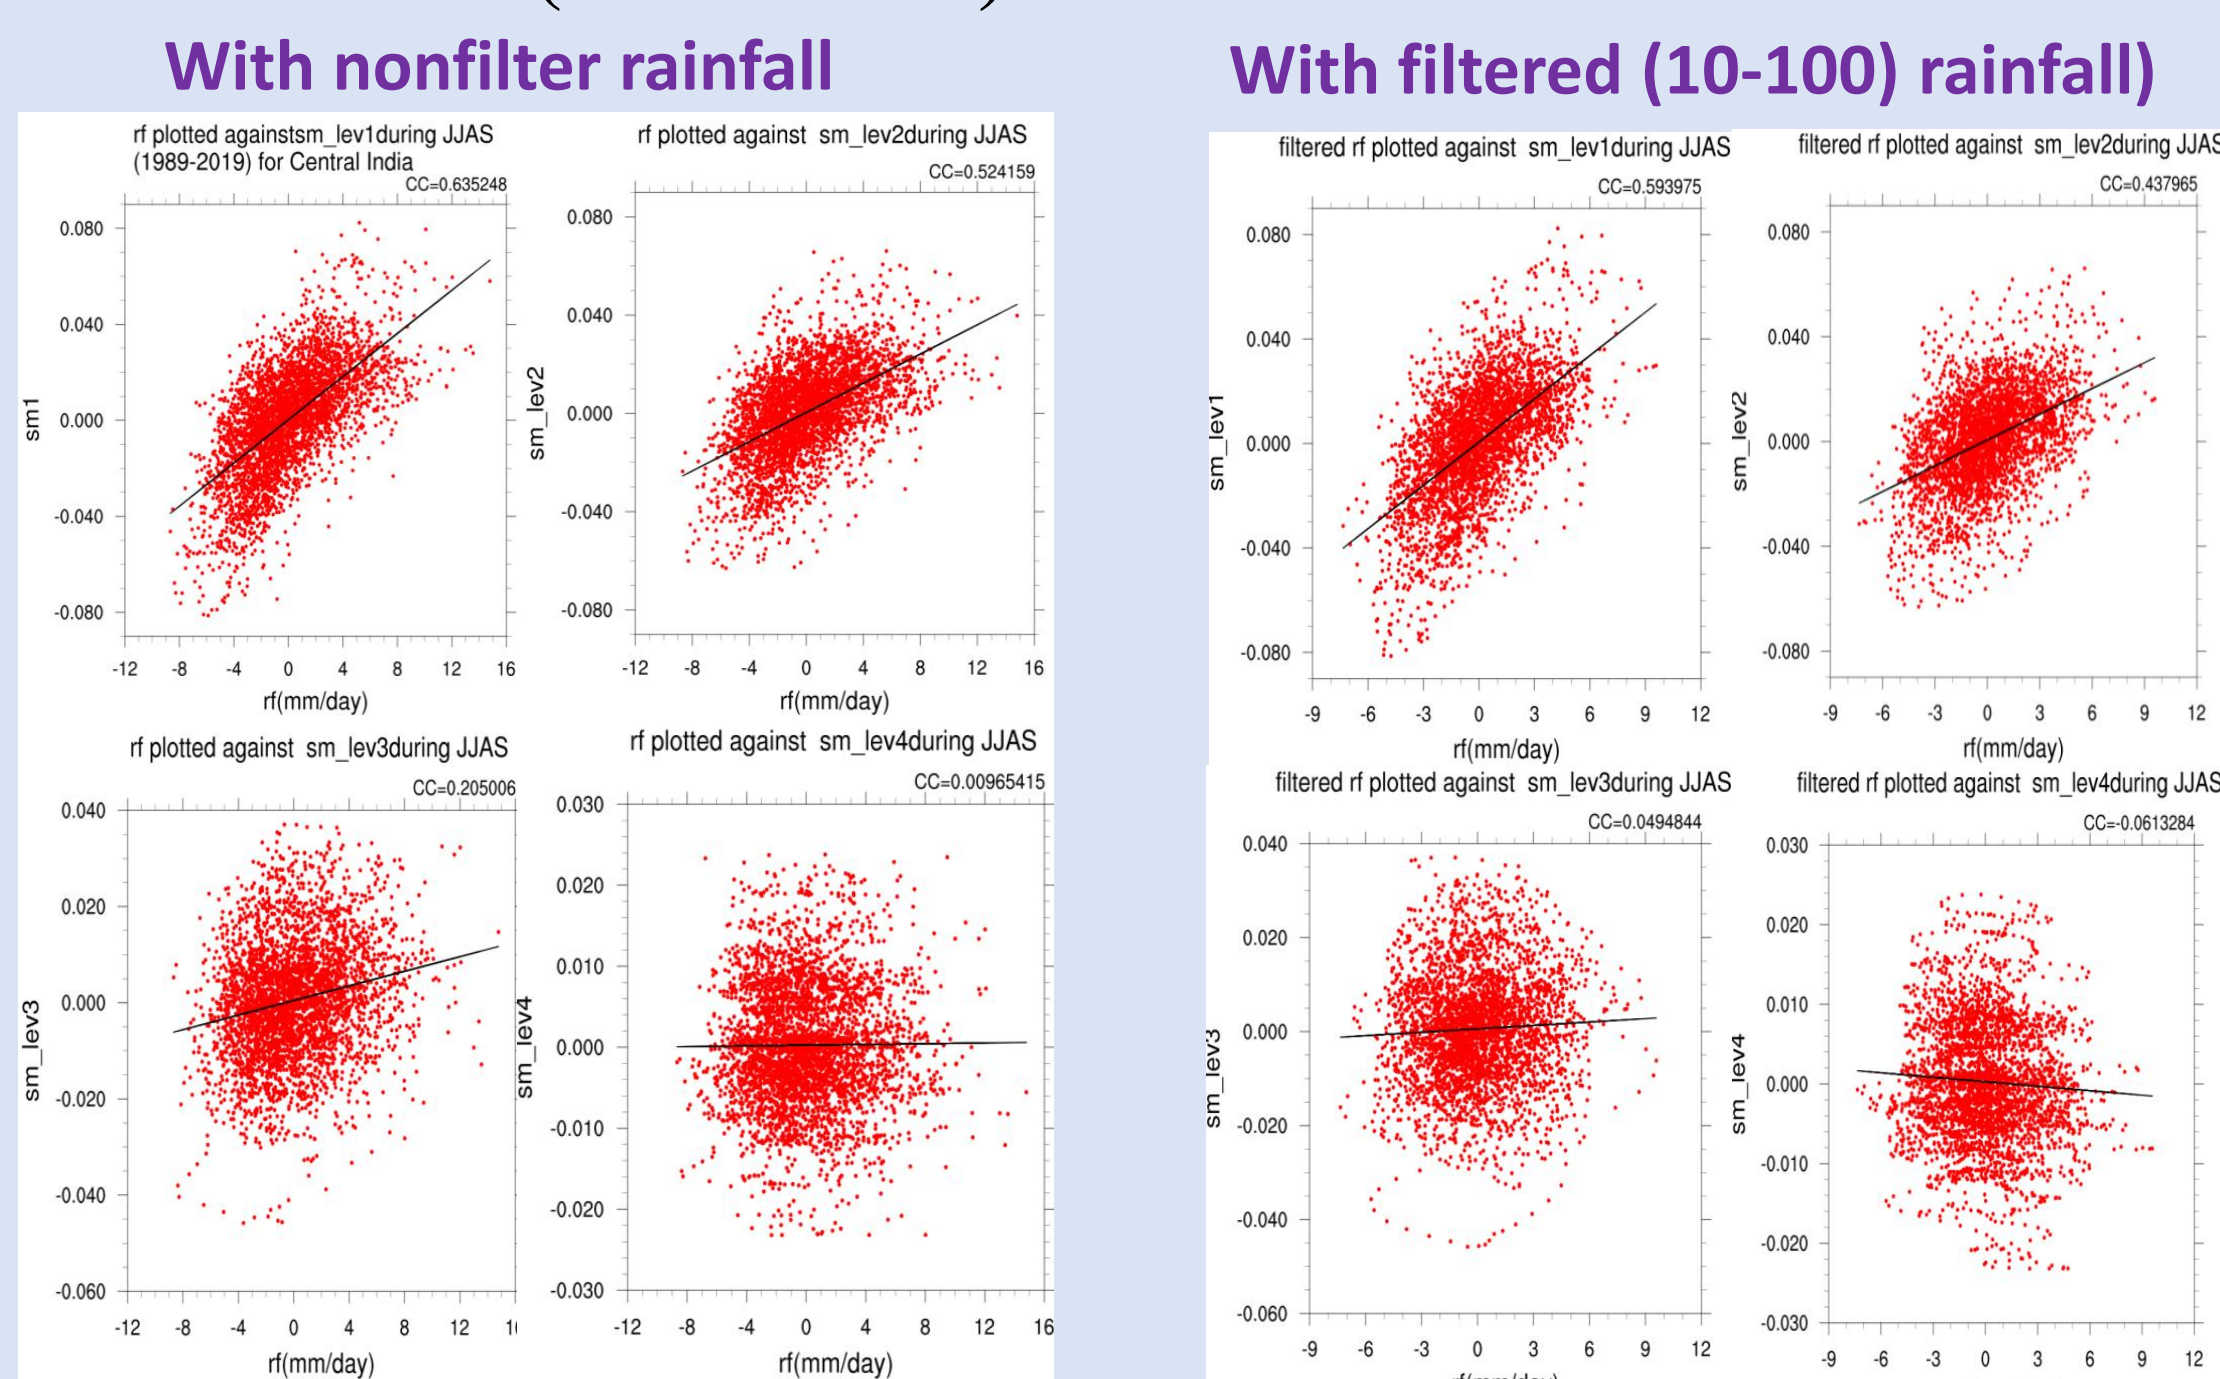 With nonfilter rainfall
With filtered (10-100) rainfall)
rf plotted againstsm_lev1during JJAS
(1989-2019) for Central India
CC=0.635248
0.080
0.040
0.000
-0.040
-0.080
sm1
-12 -8 -4 0 4 8 12 16
rf(mm/day)
rf plotted against sm_lev2during JJAS
CC=0.524159
0.080
0.040
0.000
-0.040
-0.080
sm_lev2
-12 -8 -4 0 4 8 12 16
rf(mm/day)
filtered rf plotted against sm_lev1during JJAS
CC=0.593975
0.080
0.040
0.000
-0.040
-0.080
sm_lev1
-9 -6 -3 0 3 6 9 12
rf(mm/day)
filtered rf plotted against sm_lev2during JJAS
CC=0.437965
0.080
0.040
0.000
-0.040
-0.080
sm_lev2
-9 -6 -3 0 3 6 9 12
rf(mm/day)
rf plotted against sm_lev3during JJAS
CC=0.205006
0.040
0.020
0.000
-0.020
-0.040
-0.060
sm_lev3
-12 -8 -4 0 4 8 12
rf(mm/day)
rf plotted against sm_lev4during JJAS
CC=0.00965415
0.030
0.020
0.010
0.000
-0.010
-0.020
-0.030
sm_lev4
-12 -8 -4 0 4 8 12 16
rf(mm/day)
filtered rf plotted against sm_lev3during JJAS
CC=0.0494844
0.040
0.020
0.000
-0.020
-0.040
-0.060
sm_lev3
-9 -6 -3 0 3 6 9 12
rf(mm/day)
filtered rf plotted against sm_lev4during JJAS
CC=-0.0613284
0.030
0.020
0.010
0.000
-0.010
-0.020
-0.030
sm_lev4
-9 -6 -3 0 3 6 9 12